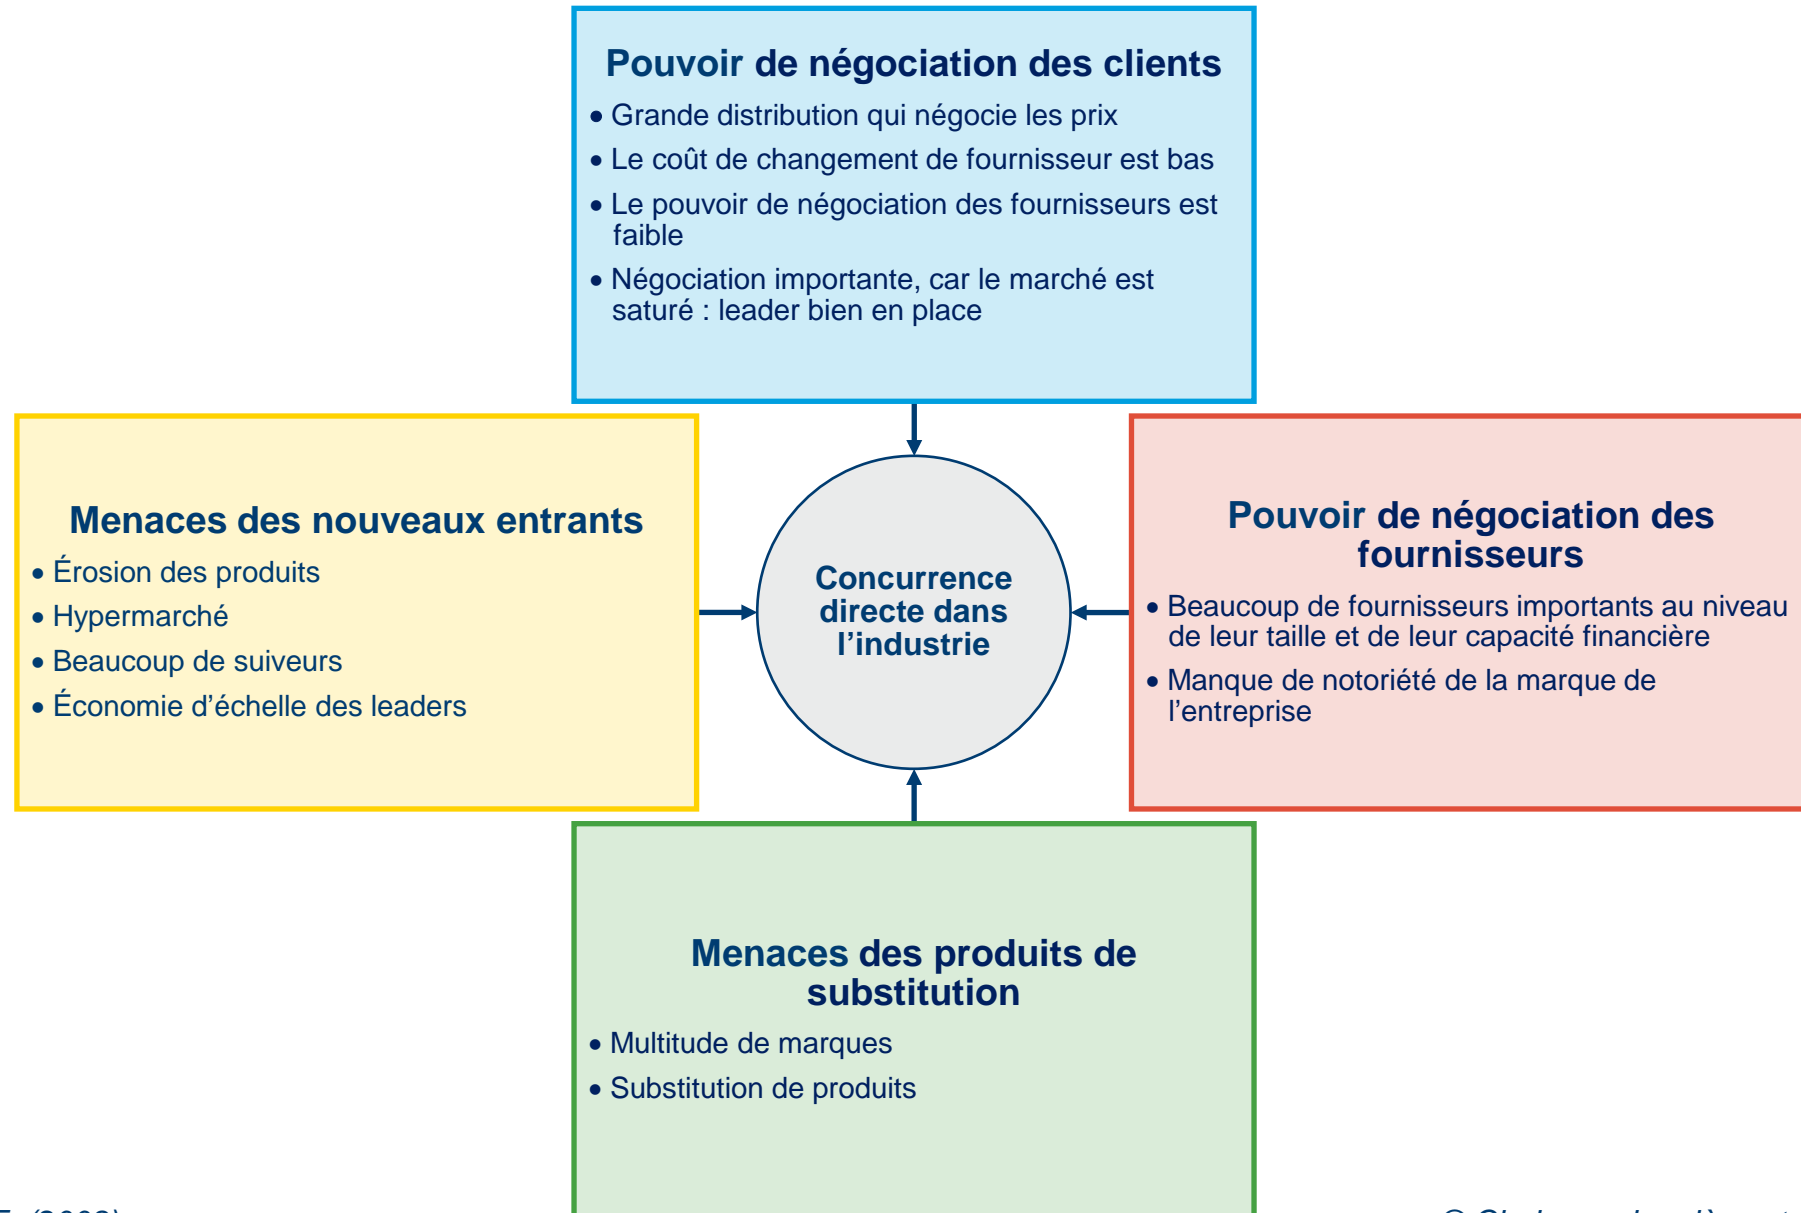 Pouvoir de négociation des clients
• Grande distribution qui négocie les prix
• Le coût de changement de fournisseur est bas
• Le pouvoir de négociation des fournisseurs est
faible
• Négociation importante, car le marché est
saturé : leader bien en place
Menaces des nouveaux entrants
• Érosion des produits
• Hypermarché
• Beaucoup de suiveurs
• Économie d’échelle des leaders
Concurrence
directe dans
l’industrie
Pouvoir de négociation des
fournisseurs
• Beaucoup de fournisseurs importants au niveau
de leur taille et de leur capacité financière
• Manque de notoriété de la marque de
l’entreprise
Menaces des produits de
substitution
• Multitude de marques
• Substitution de produits